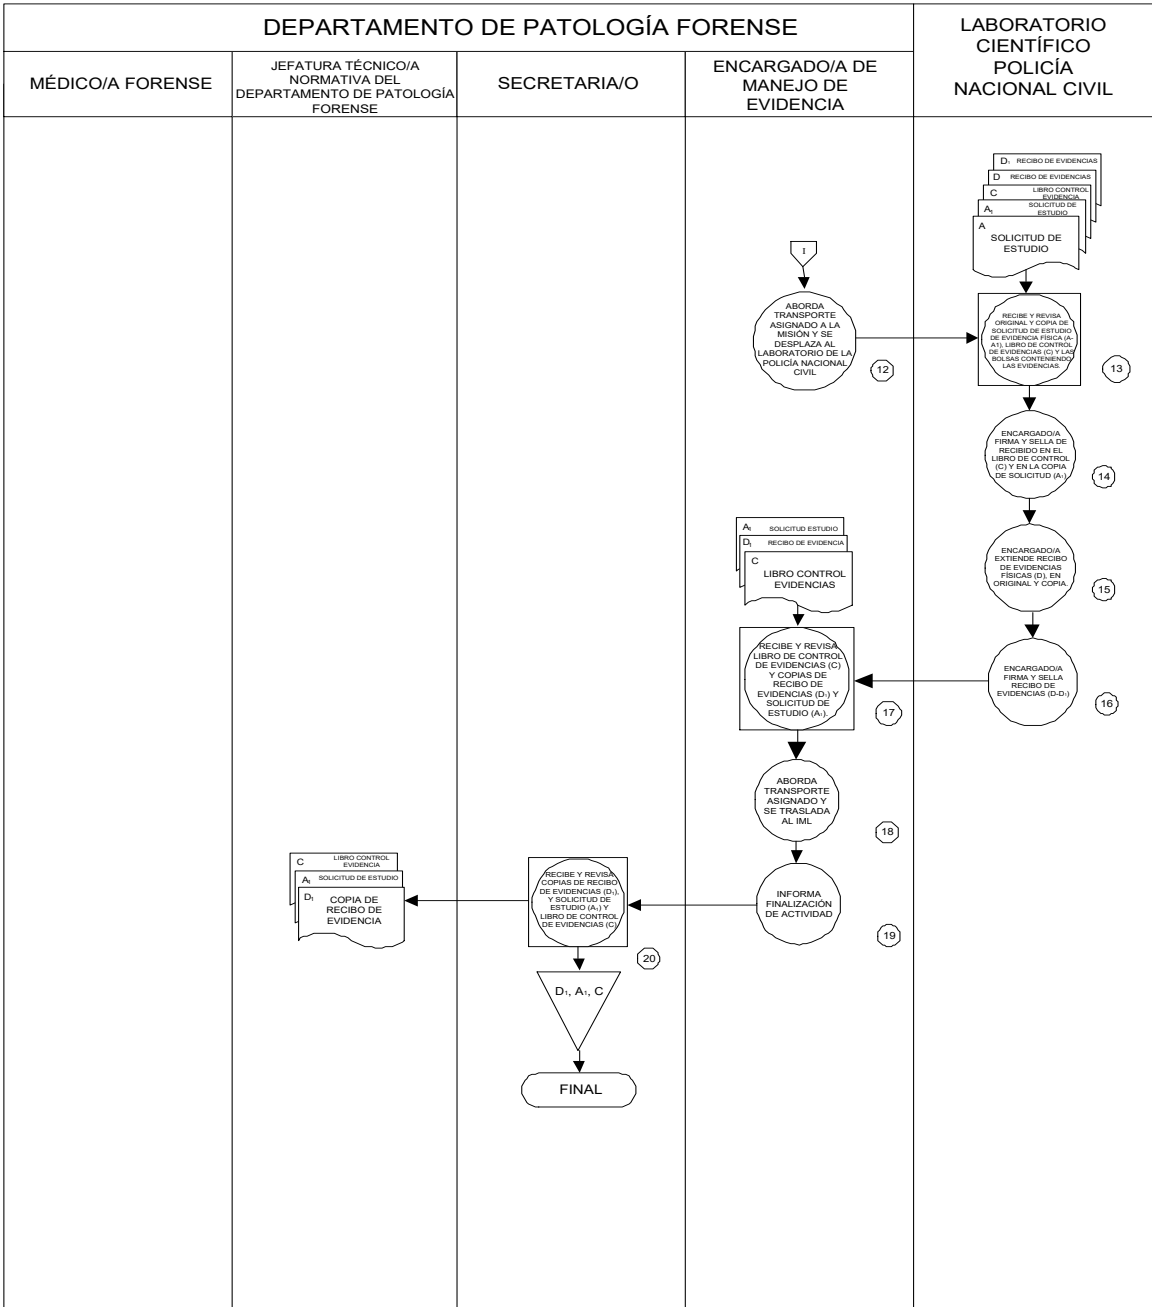 DEPARTAMENTO DE PATOLOGÍA FORENSE
LABORATORIO
CIENTÍFICO
POLICÍA
NACIONAL CIVIL
MÉDICO/A FORENSE
JEFATURA TÉCNICO/A
NORMATIVA DEL
DEPARTAMENTO DE PATOLOGÍA
FORENSE
SECRETARIA/O
ENCARGADO/A DE
MANEJO DE
EVIDENCIA
D₁ RECIBO DE EVIDENCIAS
D RECIBO DE EVIDENCIAS
C LIBRO CONTROL
EVIDENCIA
A₁ SOLICITUD DE
ESTUDIO
A
SOLICITUD DE
ESTUDIO
I
ABORDA
TRANSPORTE
ASIGNADO A LA
MISIÓN Y SE
DESPLAZA AL
LABORATORIO DE LA
POLICÍA NACIONAL
CIVIL
12
RECIBE Y REVISA
ORIGINAL Y COPIA DE
SOLICITUD DE ESTUDIO
DE EVIDENCIA FÍSICA (A-
A1), LIBRO DE CONTROL
DE EVIDENCIAS (C) Y LAS
BOLSAS CONTENIENDO
LAS EVIDENCIAS.
13
ENCARGADO/A
FIRMA Y SELLA DE
RECIBIDO EN EL
LIBRO DE CONTROL
(C) Y EN LA COPIA
DE SOLICITUD (A₁)
14
ENCARGADO/A
EXTIENDE RECIBO
DE EVIDENCIAS
FÍSICAS (D), EN
ORIGINAL Y COPIA.
15
ENCARGADO/A
FIRMA Y SELLA
RECIBO DE
EVIDENCIAS (D-D₁)
16
A₁ SOLICITUD ESTUDIO
D₁ RECIBO DE EVIDENCIA
C
LIBRO CONTROL
EVIDENCIAS
RECIBE Y REVISA
LIBRO DE CONTROL
DE EVIDENCIAS (C)
Y COPIAS DE
RECIBO DE
EVIDENCIAS (D₁) Y
SOLICITUD DE
ESTUDIO (A₁).
17
ABORDA
TRANSPORTE
ASIGNADO Y
SE TRASLADA
AL IML
18
INFORMA
FINALIZACIÓN
DE ACTIVIDAD
19
RECIBE Y REVISA
COPIAS DE RECIBO
DE EVIDENCIAS (D₁),
Y SOLICITUD DE
ESTUDIO (A₁) Y
LIBRO DE CONTROL
DE EVIDENCIAS (C)
20
C LIBRO CONTROL
EVIDENCIA
A₁ SOLICITUD DE ESTUDIO
D₁ COPIA DE
RECIBO DE
EVIDENCIA
D₁, A₁, C
FINAL